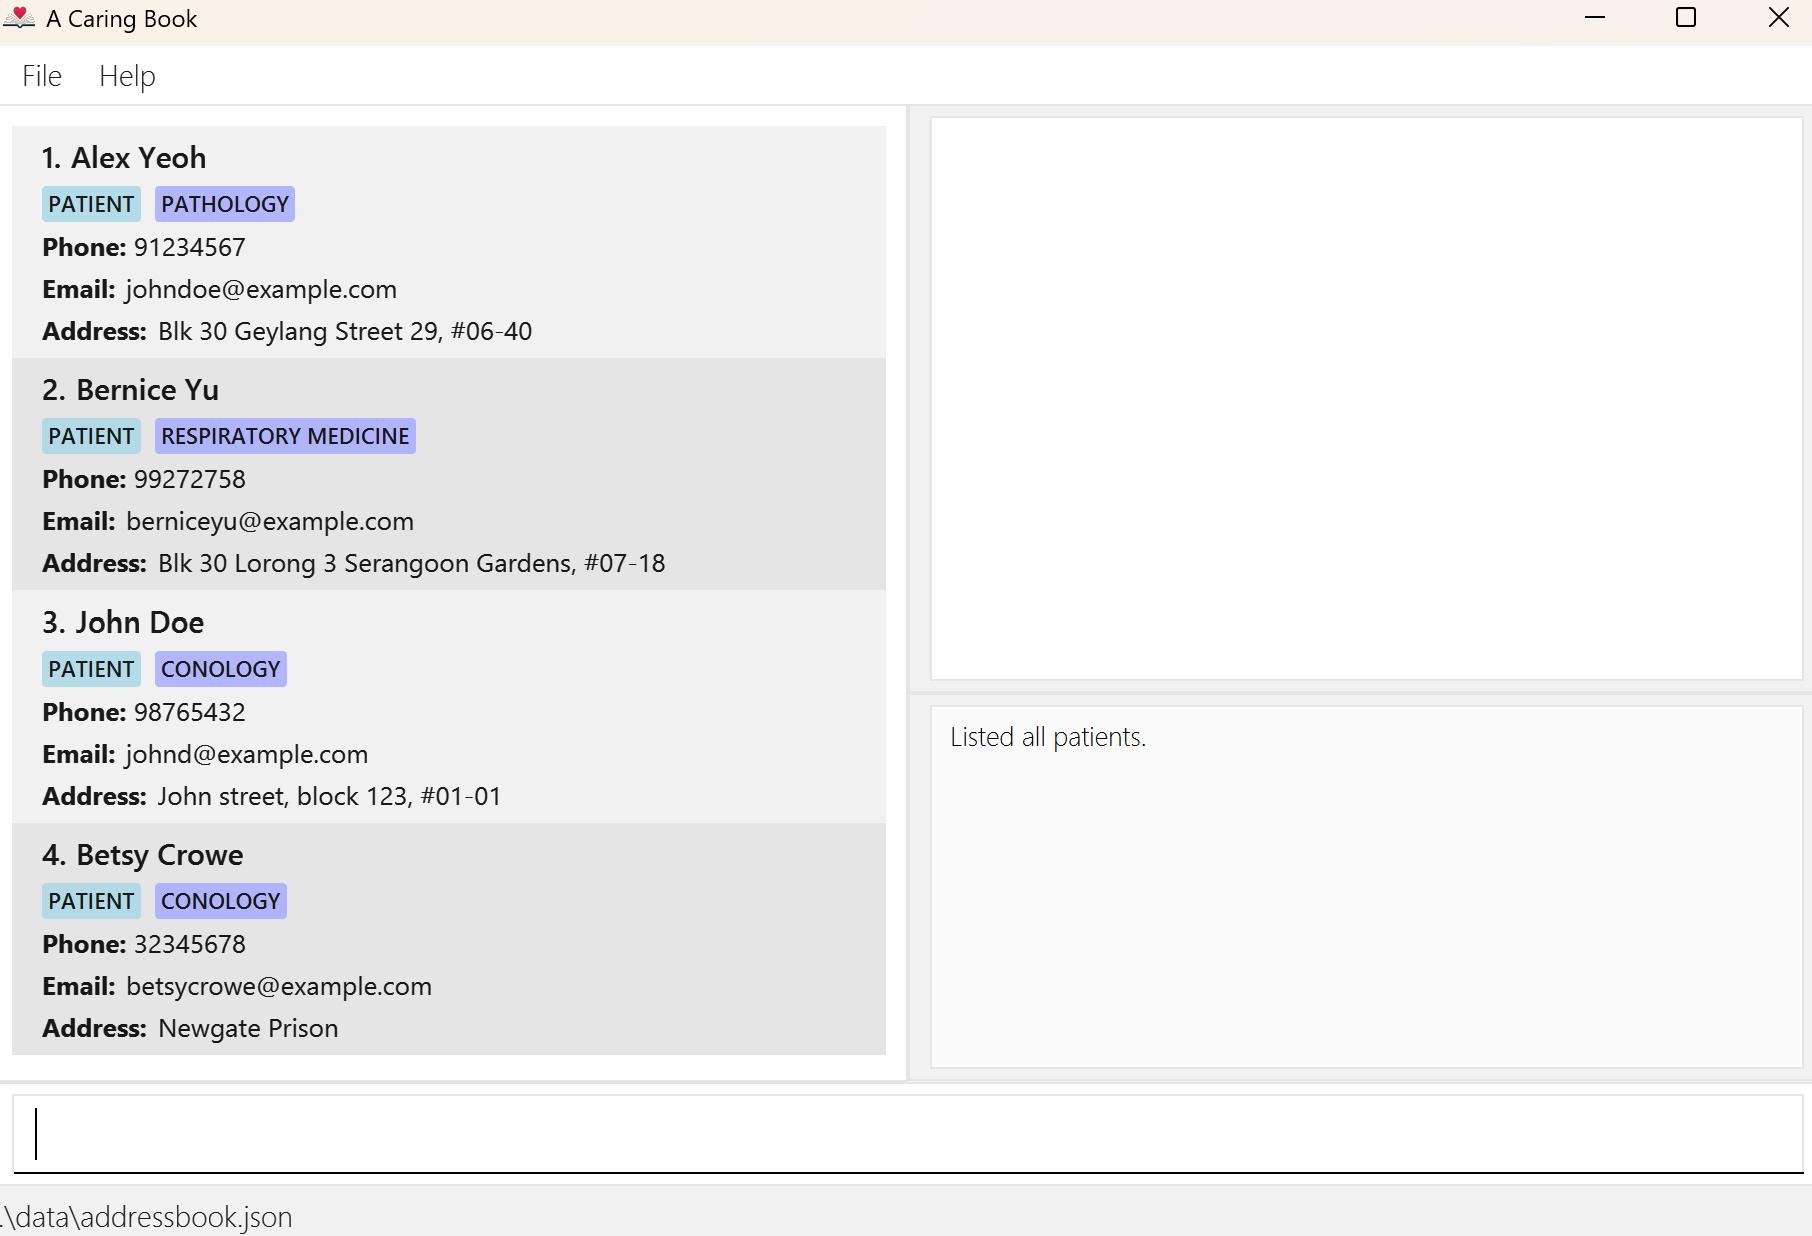 A Caring Book
File Help
1. Alex Yeoh
PATIENT PATHOLOGY
Phone: 91234567
Email: johndoe@example.com
Address: Blk 30 Geylang Street 29, #06-40
2. Bernice Yu
PATIENT RESPIRATORY MEDICINE
Phone: 99272758
Email: berniceyu@example.com
Address: Blk 30 Lorong 3 Serangoon Gardens, #07-18
3. John Doe
PATIENT CONOLOGY
Phone: 98765432
Email: johnd@example.com
Address: John street, block 123, #01-01
4. Betsy Crowe
PATIENT CONOLOGY
Phone: 32345678
Email: betsycrowe@example.com
Address: Newgate Prison
Listed all patients.
.\data\addressbook.json